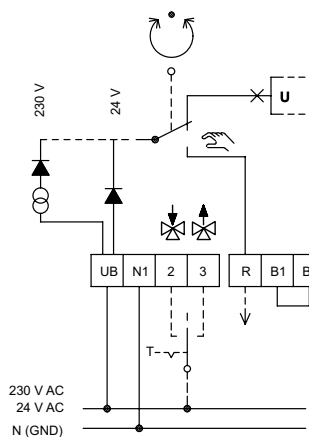 230 V
24 V
U
UB N1 2 3 R B1 B
T
230 V AC
24 V AC
N (GND)